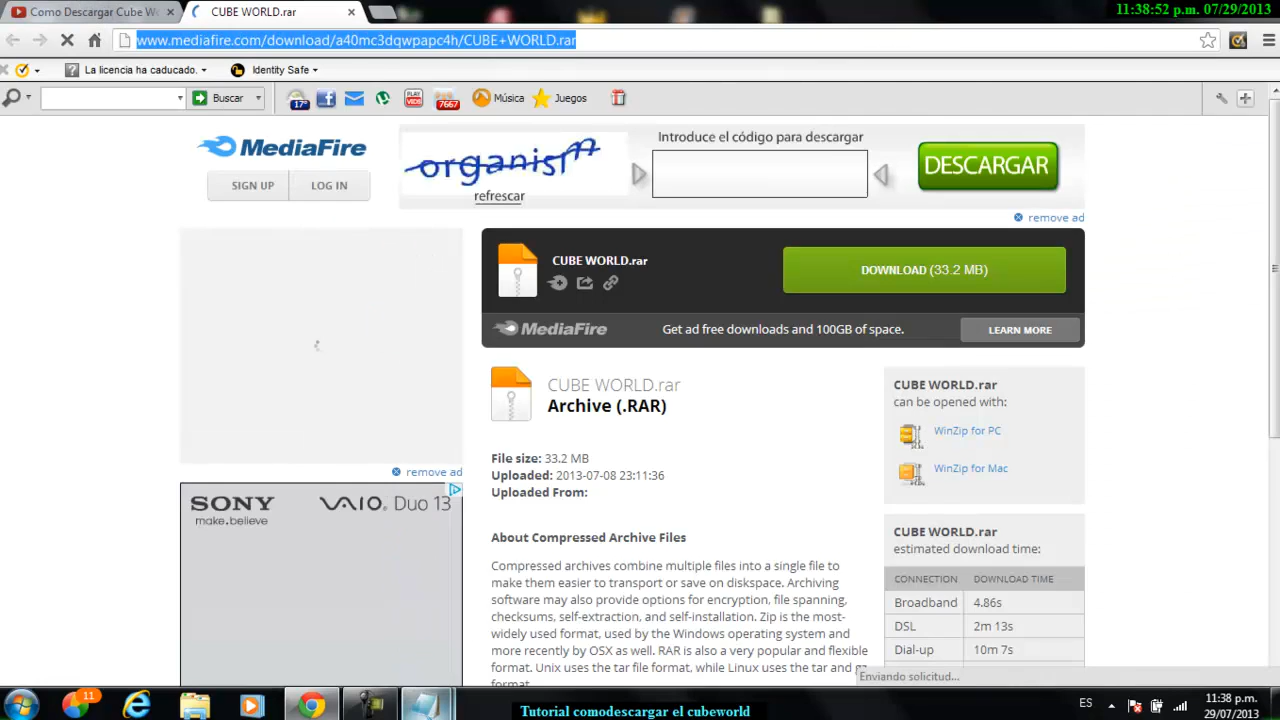 Como Descargar Cube W
CUBE WORLD.rar
11:38:52 p.m. 07/29/2013
www.mediafire.com/download/a40mc3dqwpapc4h/CUBE+WORLD.rar
La licencia ha caducado.
Identity Safe
Buscar
17°
PLAY VIDS
7667
Música
Juegos
MediaFire
SIGN UP
LOG IN
organisin
refrescar
Introduce el código para descargar
DESCARGAR
remove ad
CUBE WORLD.rar
DOWNLOAD (33.2 MB)
MediaFire
Get ad free downloads and 100GB of space.
LEARN MORE
CUBE WORLD.rar
Archive (.RAR)
File size: 33.2 MB
Uploaded: 2013-07-08 23:11:36
Uploaded From:
About Compressed Archive Files
Compressed archives combine multiple files into a single file to
make them easier to transport or save on diskspace. Archiving
software may also provide options for encryption, file spanning,
checksums, self-extraction, and self-installation. Zip is the most-
widely used format, used by the Windows operating system and
more recently by OSX as well. RAR is also a very popular and flexible
format. Unix uses the tar file format, while Linux uses the tar and gz
format.
CUBE WORLD.rar
can be opened with:
WinZip for PC
WinZip for Mac
CUBE WORLD.rar
estimated download time:
CONNECTION DOWNLOAD TIME
Broadband 4.86s
DSL 2m 13s
Dial-up 10m 7s
remove ad
SONY
make.believe
VAIO Duo 13
Enviando solicitud...
11
Tutorial comodescargar el cubeworld
ES
11:38 p.m.
29/07/2013